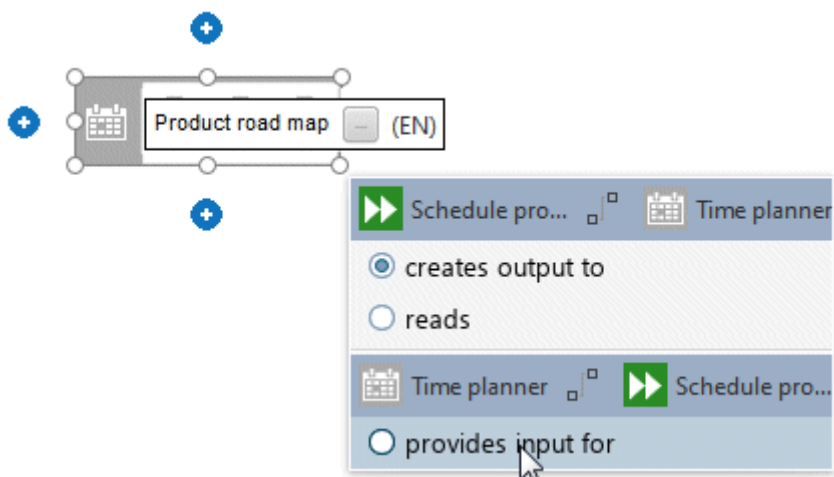 Product road map ... (EN)
Schedule pro... Time planner
creates output to
reads
Time planner Schedule pro...
provides input for